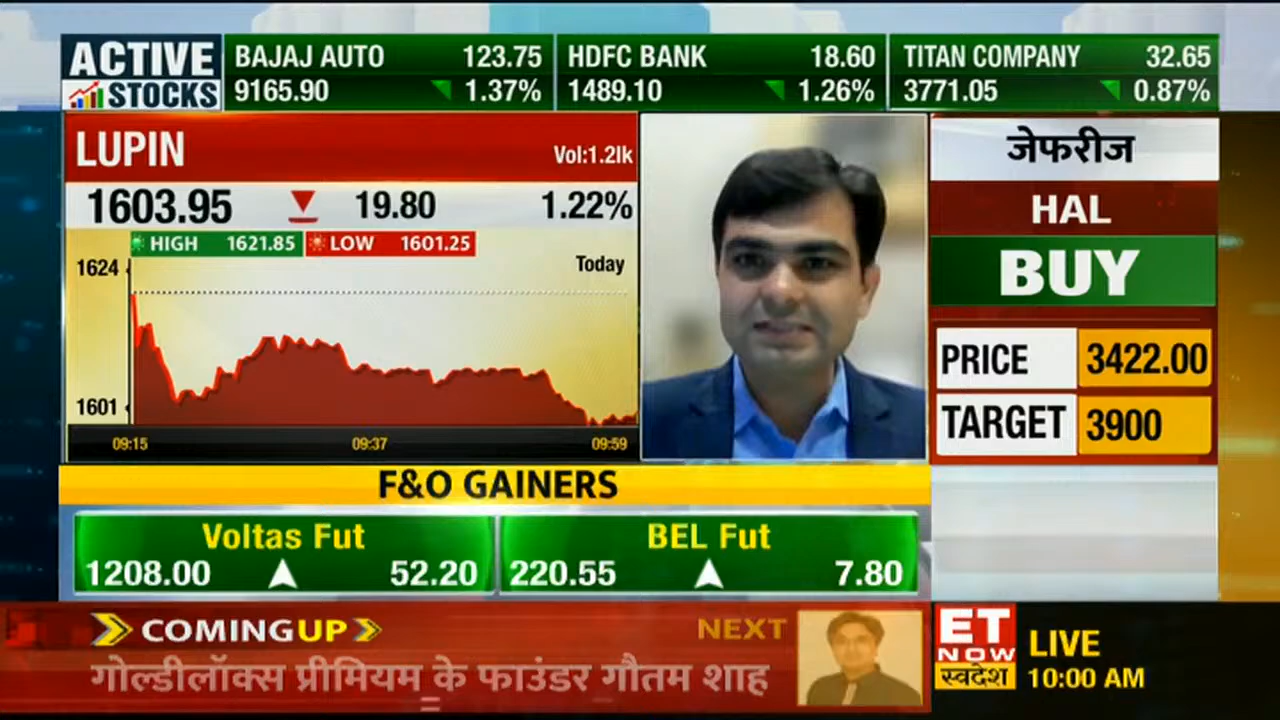 ACTIVE STOCKS
BAJAJ AUTO 123.75
9165.90 1.37%
HDFC BANK 18.60
1489.10 1.26%
TITAN COMPANY 32.65
3771.05 0.87%
LUPIN Vol:1.2lk
1603.95 19.80 1.22%
HIGH 1621.85 LOW 1601.25
1624 Today
1601
09:15 09:37 09:59
जेफरीज
HAL
BUY
PRICE 3422.00
TARGET 3900
F&O GAINERS
Voltas Fut
1208.00 52.20
BEL Fut
220.55 7.80
COMING UP NEXT
गोल्डीलॉक्स प्रीमियम के फाउंडर गौतम शाह
ET
NOW
स्वदेश
LIVE
10:00 AM